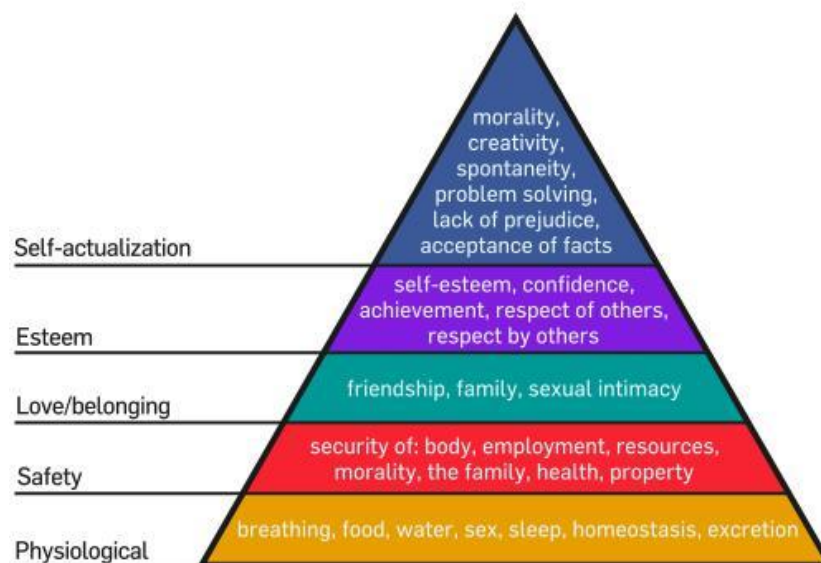 morality,
creativity,
spontaneity,
problem solving,
lack of prejudice,
acceptance of facts
Self-actualization
self-esteem, confidence,
achievement, respect of others,
respect by others
Esteem
friendship, family, sexual intimacy
Love/belonging
security of: body, employment, resources,
morality, the family, health, property
Safety
breathing, food, water, sex, sleep, homeostasis, excretion
Physiological